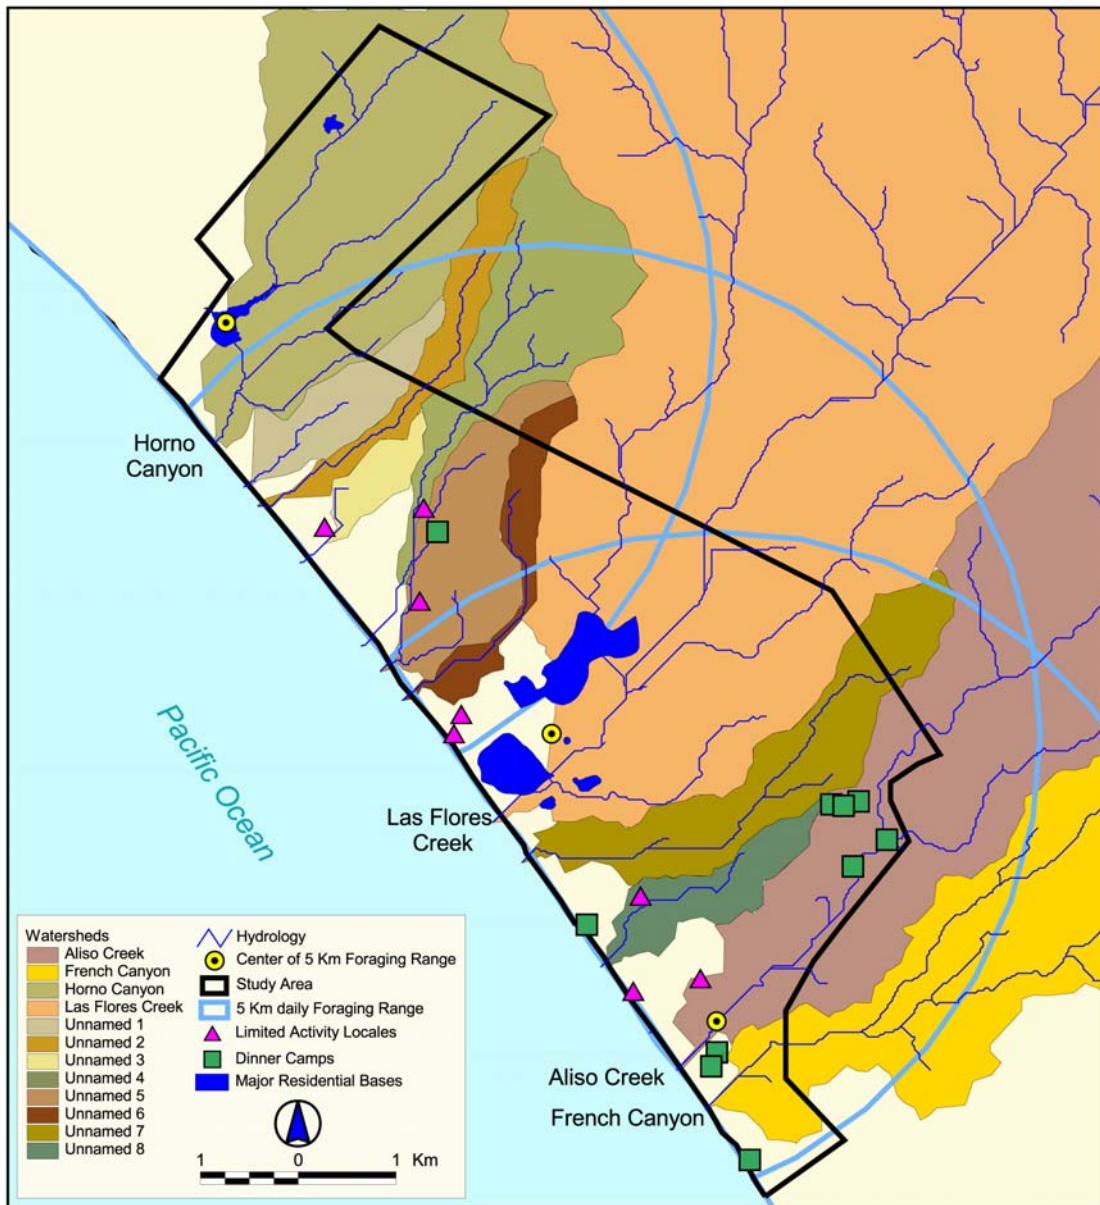 Horno
Canyon
Pacific Ocean
Las Flores
Creek
Aliso Creek
French Canyon
Watersheds
Aliso Creek
French Canyon
Horno Canyon
Las Flores Creek
Unnamed 1
Unnamed 2
Unnamed 3
Unnamed 4
Unnamed 5
Unnamed 6
Unnamed 7
Unnamed 8
Hydrology
Center of 5 Km Foraging Range
Study Area
5 Km daily Foraging Range
Limited Activity Locales
Dinner Camps
Major Residential Bases
1 0 1 Km